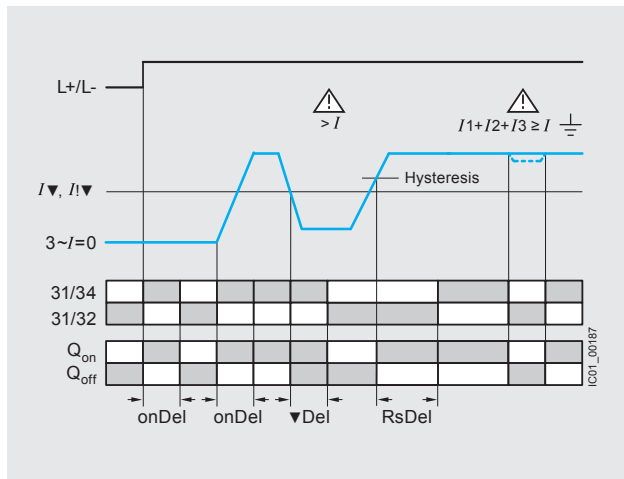 L+/L-
> I
I1+I2+I3 ≥ I
I▼, I!▼
Hysteresis
3~I=0
31/34
31/32
Qon
Qoff
onDel onDel ▼Del RsDel
IC01_00187